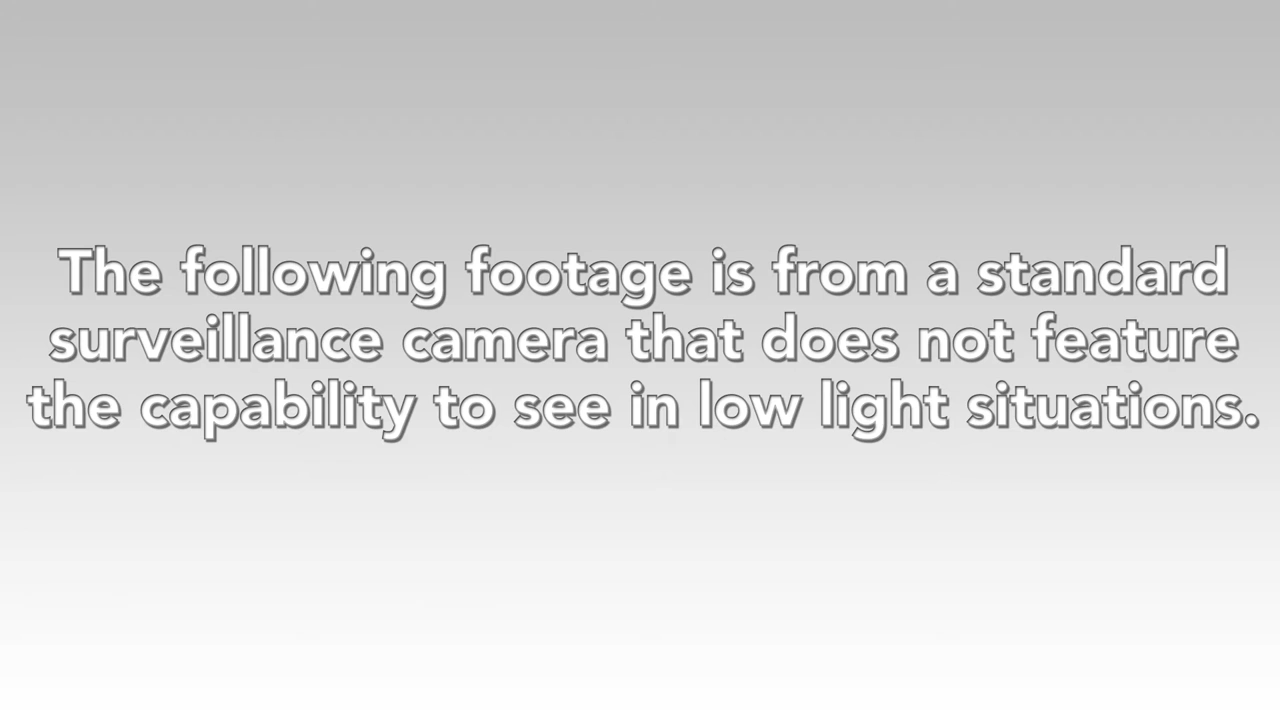 The following footage is from a standard
surveillance camera that does not feature
the capability to see in low light situations.